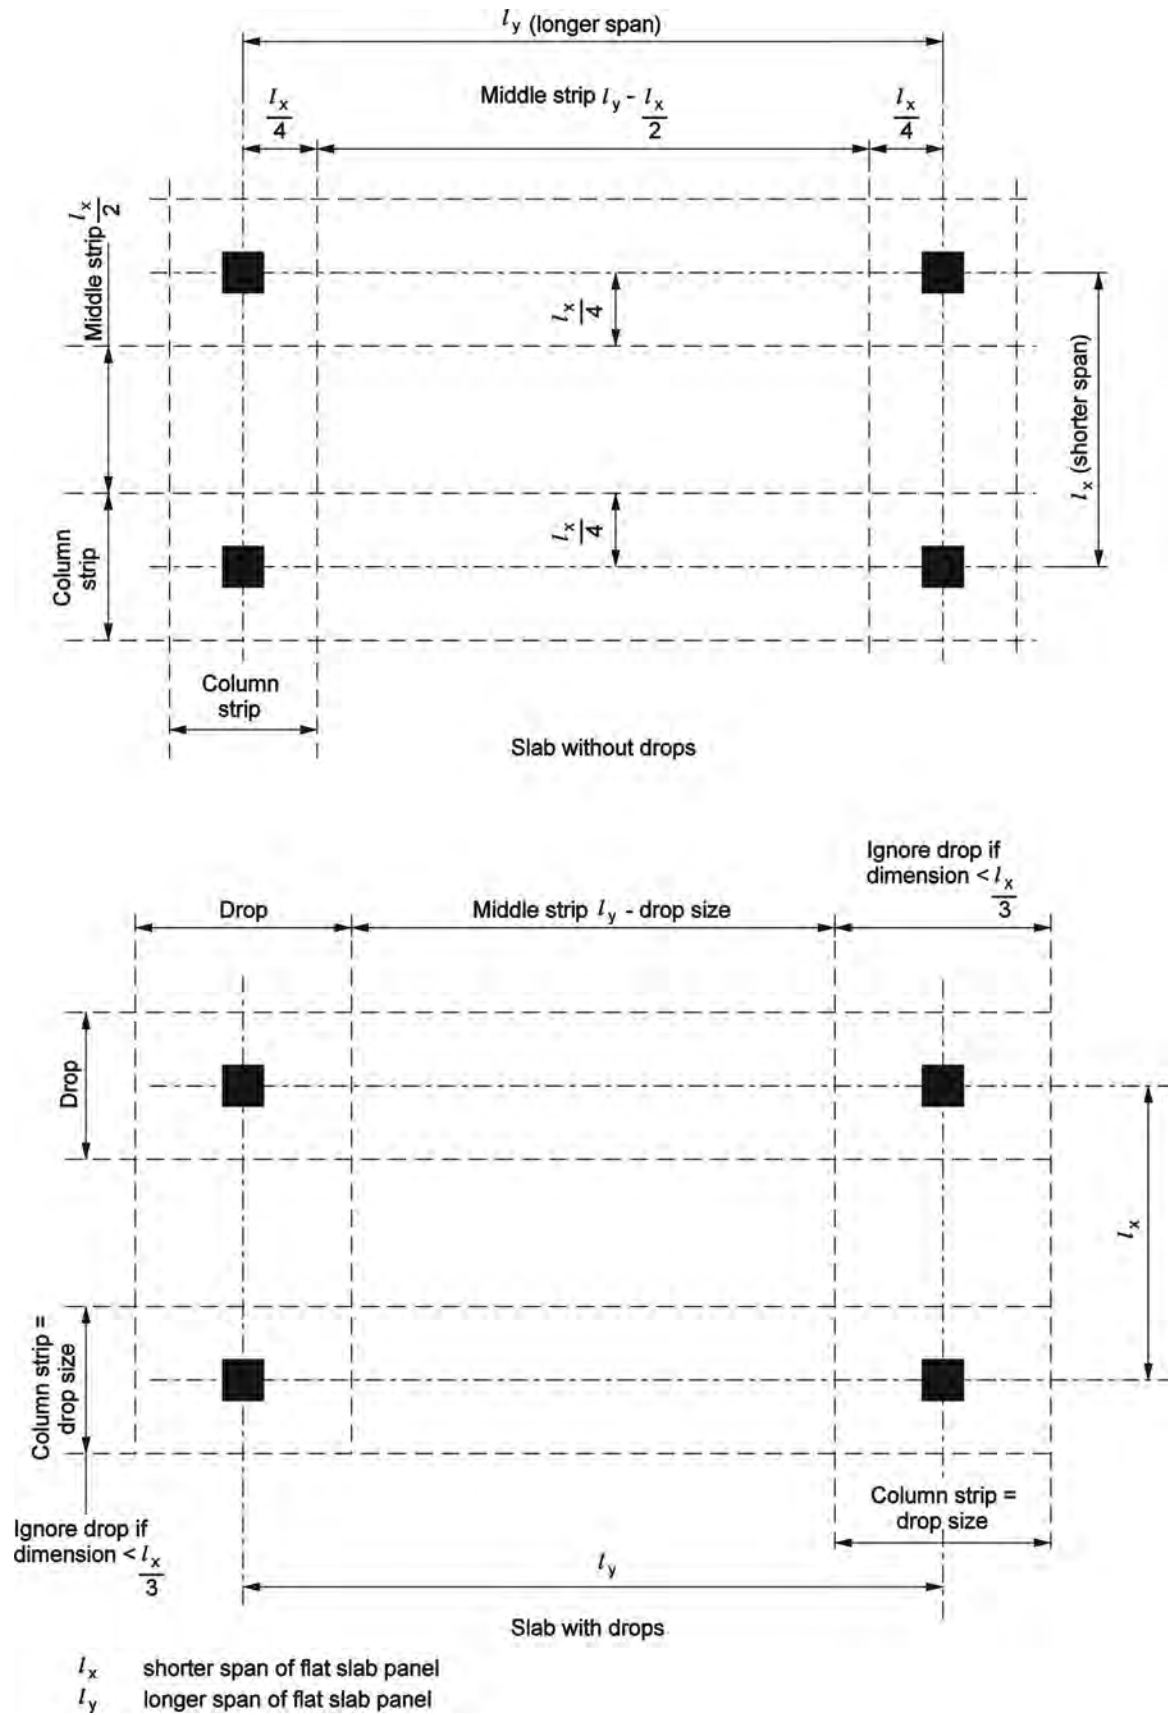 l_y (longer span)
l_x/4
Middle strip l_y - l_x/2
l_x/4
Middle strip l_x/2
l_x/4
l_x (shorter span)
l_x/4
Column
strip
Column
strip
Slab without drops
Ignore drop if
dimension < l_x/3
Drop
Middle strip l_y - drop size
Drop
l_x
Column strip =
drop size
Column strip =
drop size
Ignore drop if
dimension < l_x/3
l_y
Slab with drops
l_x shorter span of flat slab panel
l_y longer span of flat slab panel